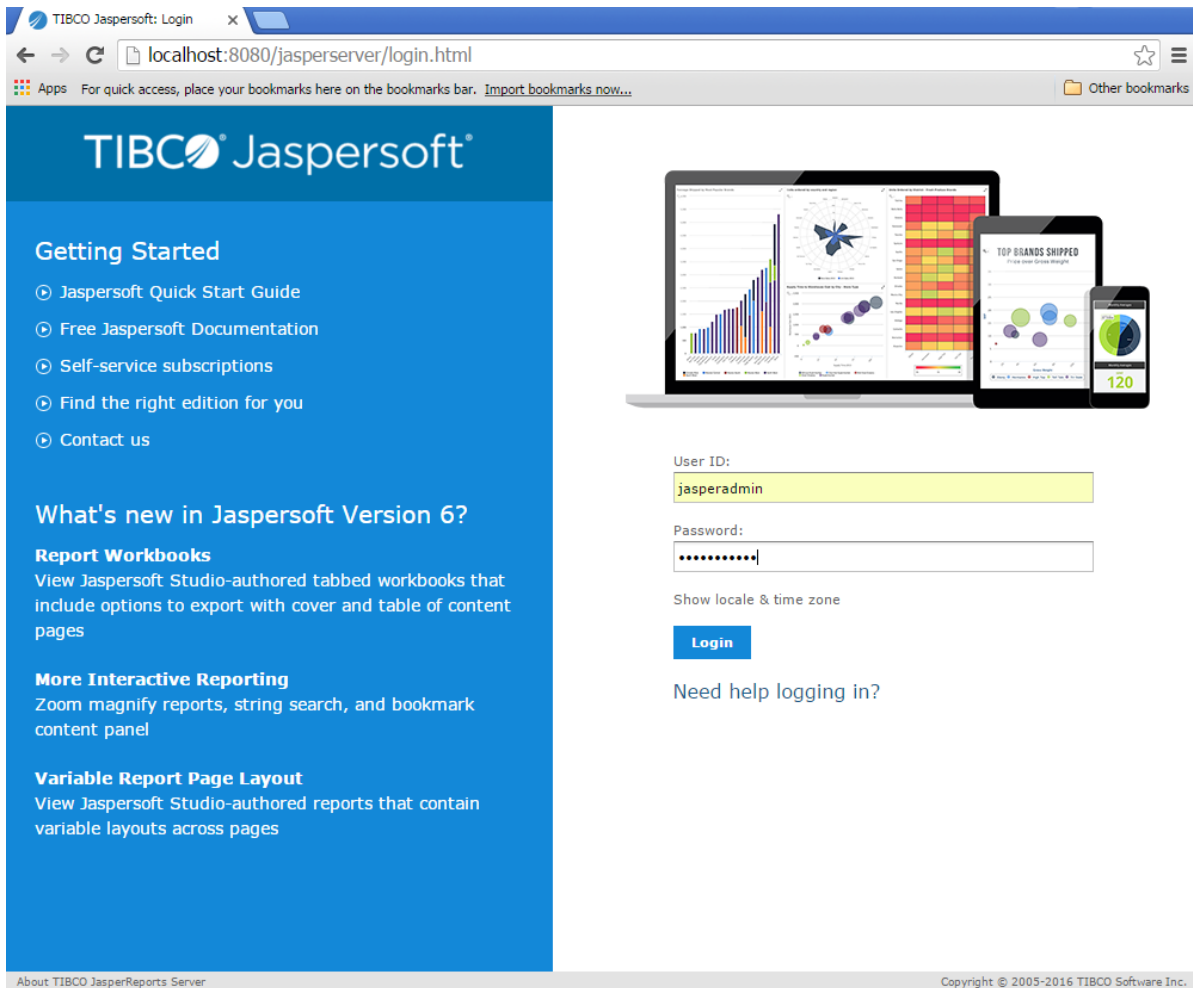 TIBCO Jaspersoft: Login
localhost:8080/jasperserver/login.html
Apps For quick access, place your bookmarks here on the bookmarks bar. Import bookmarks now...
Other bookmarks
TIBCO® Jaspersoft®
Getting Started
Jaspersoft Quick Start Guide
Free Jaspersoft Documentation
Self-service subscriptions
Find the right edition for you
Contact us
What's new in Jaspersoft Version 6?
Report Workbooks
View Jaspersoft Studio-authored tabbed workbooks that
include options to export with cover and table of content
pages
More Interactive Reporting
Zoom magnify reports, string search, and bookmark
content panel
Variable Report Page Layout
View Jaspersoft Studio-authored reports that contain
variable layouts across pages
TOP BRANDS SHIPPED
Price over Gross Weight
120
User ID:
jasperadmin
Password:
•••••••••••
Show locale & time zone
Login
Need help logging in?
About TIBCO JasperReports Server
Copyright © 2005-2016 TIBCO Software Inc.